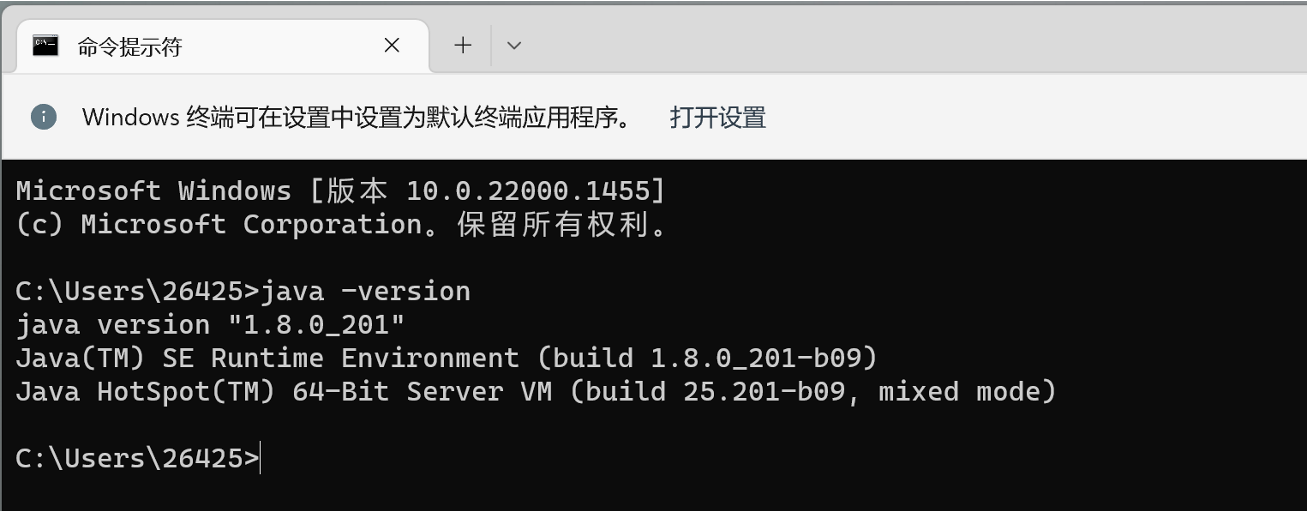 命令提示符
Windows 终端可在设置中设置为默认终端应用程序。 打开设置
Microsoft Windows [版本 10.0.22000.1455]
(c) Microsoft Corporation。保留所有权利。
C:\Users\26425>java -version
java version "1.8.0_201"
Java(TM) SE Runtime Environment (build 1.8.0_201-b09)
Java HotSpot(TM) 64-Bit Server VM (build 25.201-b09, mixed mode)
C:\Users\26425>